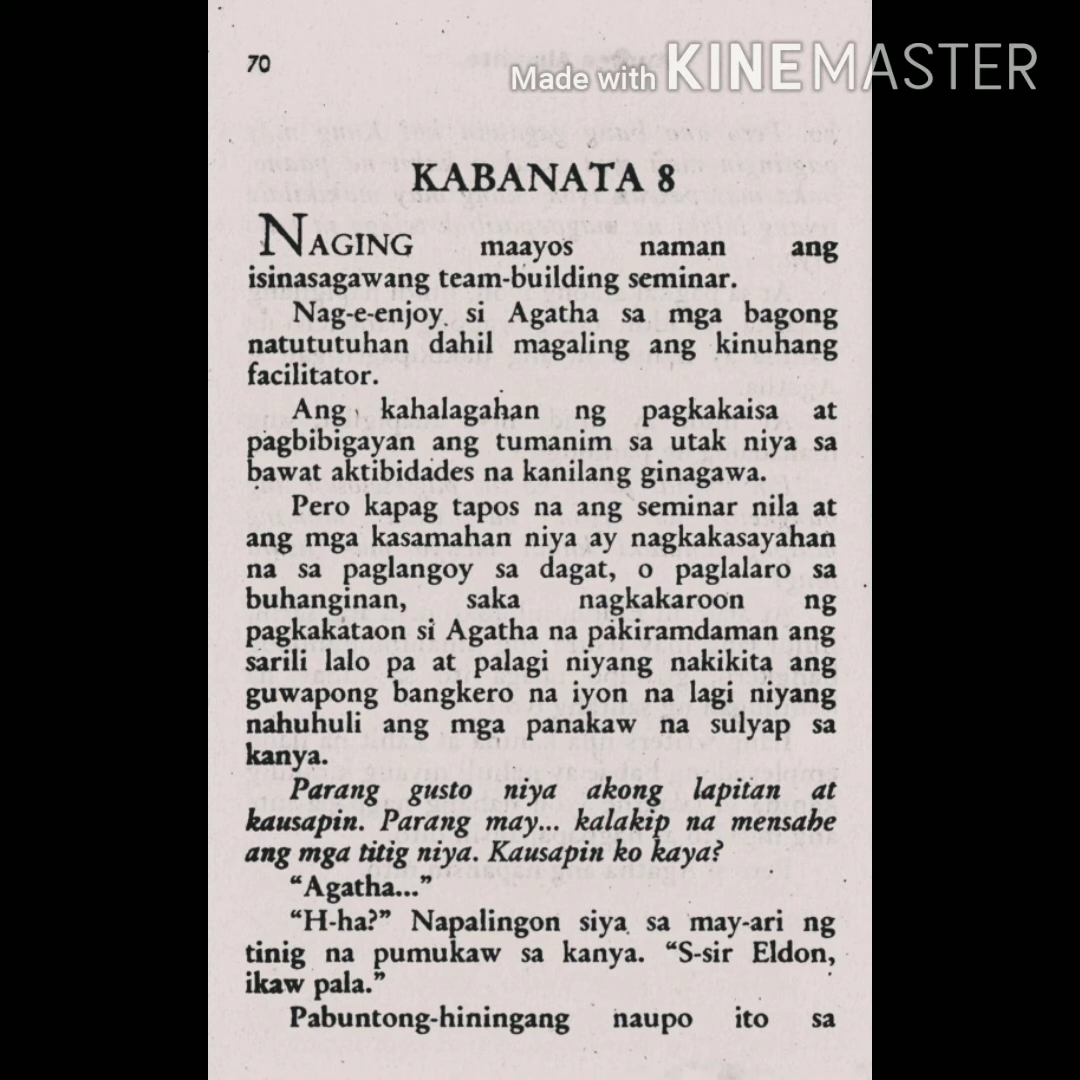 70
Made with KINEMASTER
KABANATA 8
NAGING maayos naman ang
isinasagawang team-building seminar.
Nag-e-enjoy si Agatha sa mga bagong
natututuhan dahil magaling ang kinuhang
facilitator.
Ang kahalagahan ng pagkakaisa at
pagbibigayan ang tumanim sa utak niya sa
bawat aktibidades na kanilang ginagawa.
Pero kapag tapos na ang seminar nila at
ang mga kasamahan niya ay nagkakasayahan
na sa paglangoy sa dagat, o paglalaro sa
buhanginan, saka nagkakaroon ng
pagkakataon si Agatha na pakiramdaman ang
sarili lalo pa at palagi niyang nakikita ang
guwapong bangkero na iyon na lagi niyang
nahuhuli ang mga panakaw na sulyap sa
kanya.
Parang gusto niya akong lapitan at
kausapin. Parang may... kalakip na mensahe
ang mga titig niya. Kausapin ko kaya?
“Agatha...”
“H-ha?” Napalingon siya sa may-ari ng
tinig na pumukaw sa kanya. “S-sir Eldon,
ikaw pala.”
Pabuntong-hiningang naupo ito sa